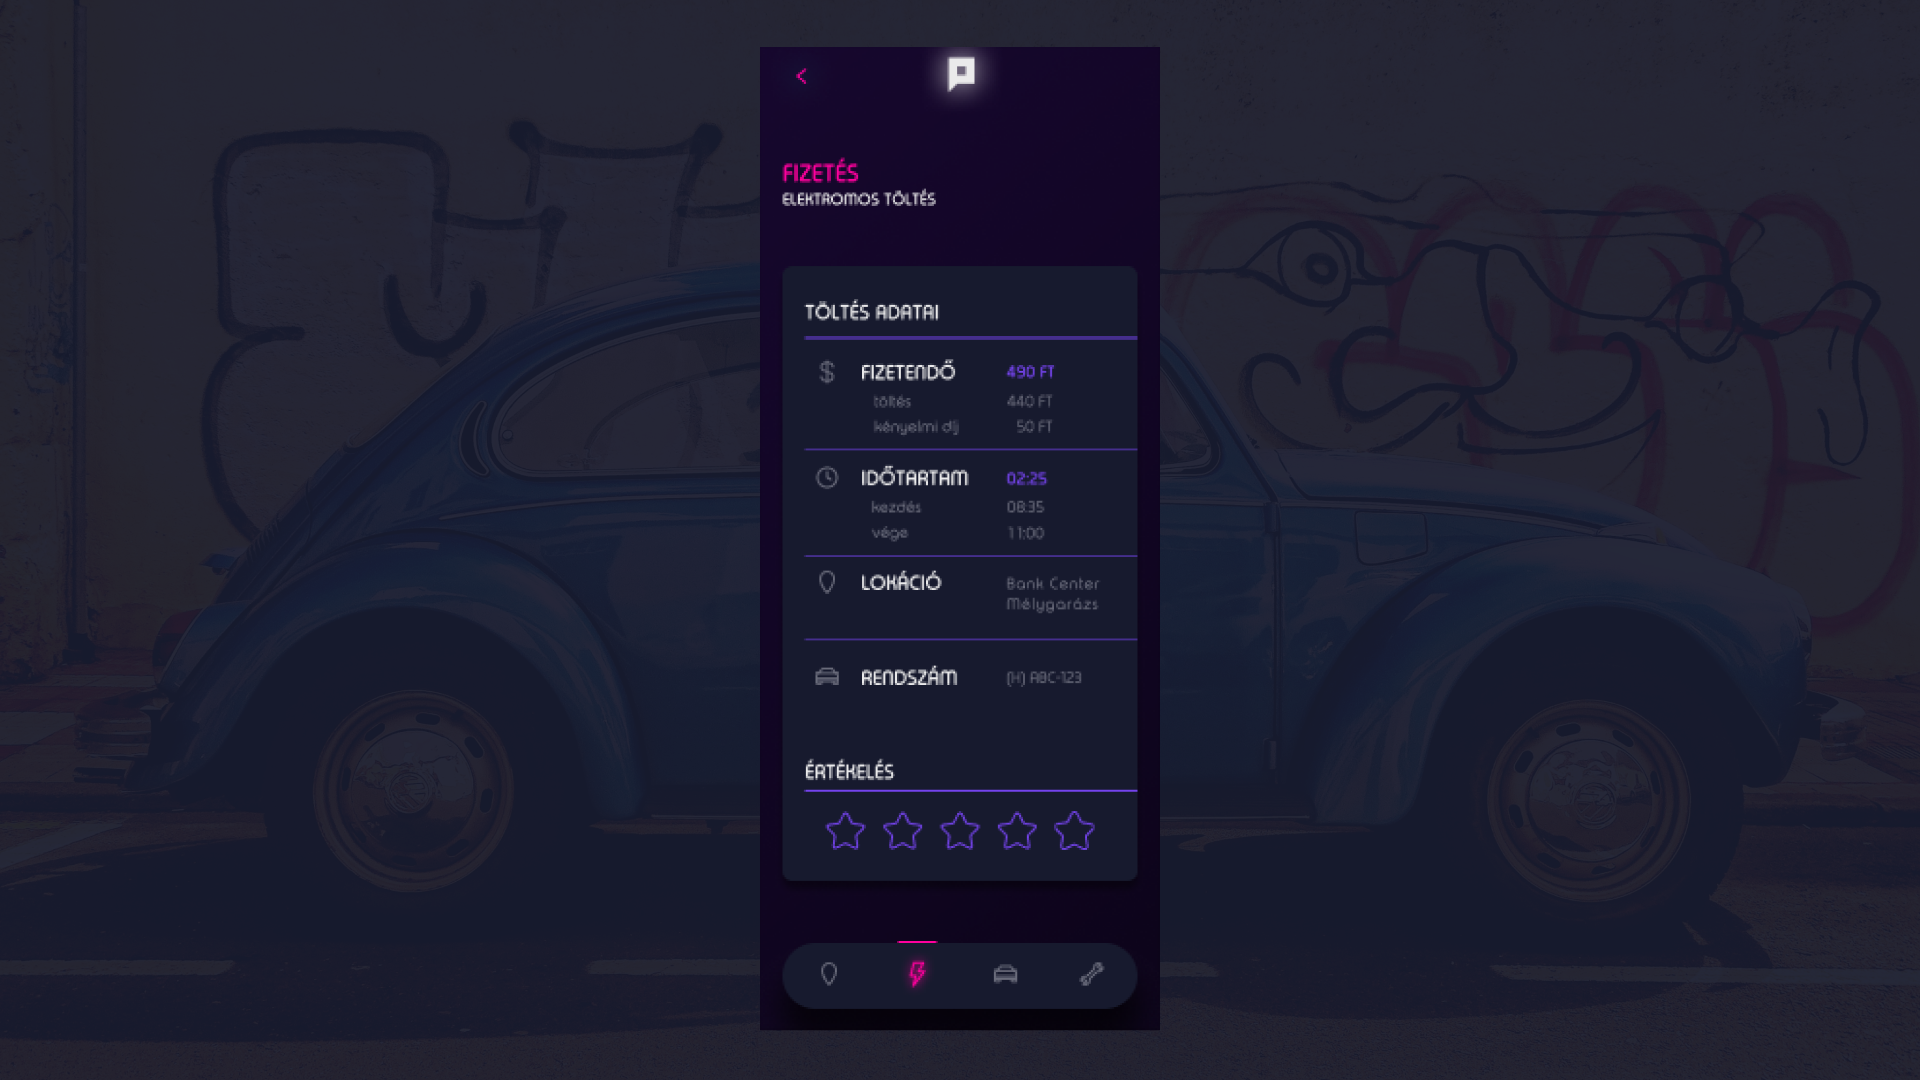 FIZETÉS
ELEKTROMOS TÖLTÉS
TÖLTÉS ADATAI
FIZETENDŐ 490 FT
töltés 440 FT
kényelmi díj 50 FT
IDŐTARTAM 02:25
kezdés 08:35
vége 11:00
LOKÁCIÓ Bank Center
Mélygarázs
RENDSZÁM (H) ABC-123
ÉRTÉKELÉS